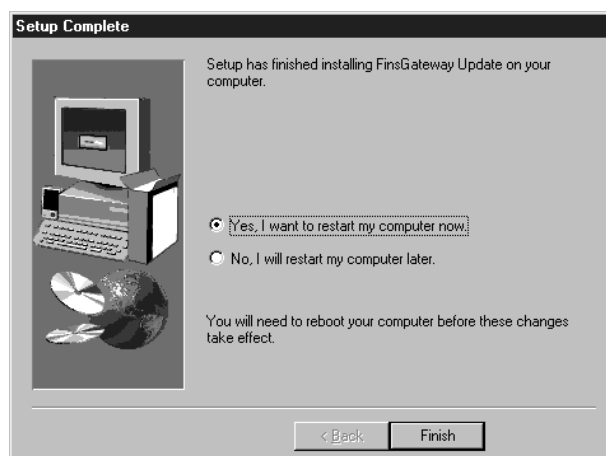 Setup Complete
Setup has finished installing FinsGateway Update on your
computer.
Yes, I want to restart my computer now.
No, I will restart my computer later.
You will need to reboot your computer before these changes
take effect.
< Back
Finish